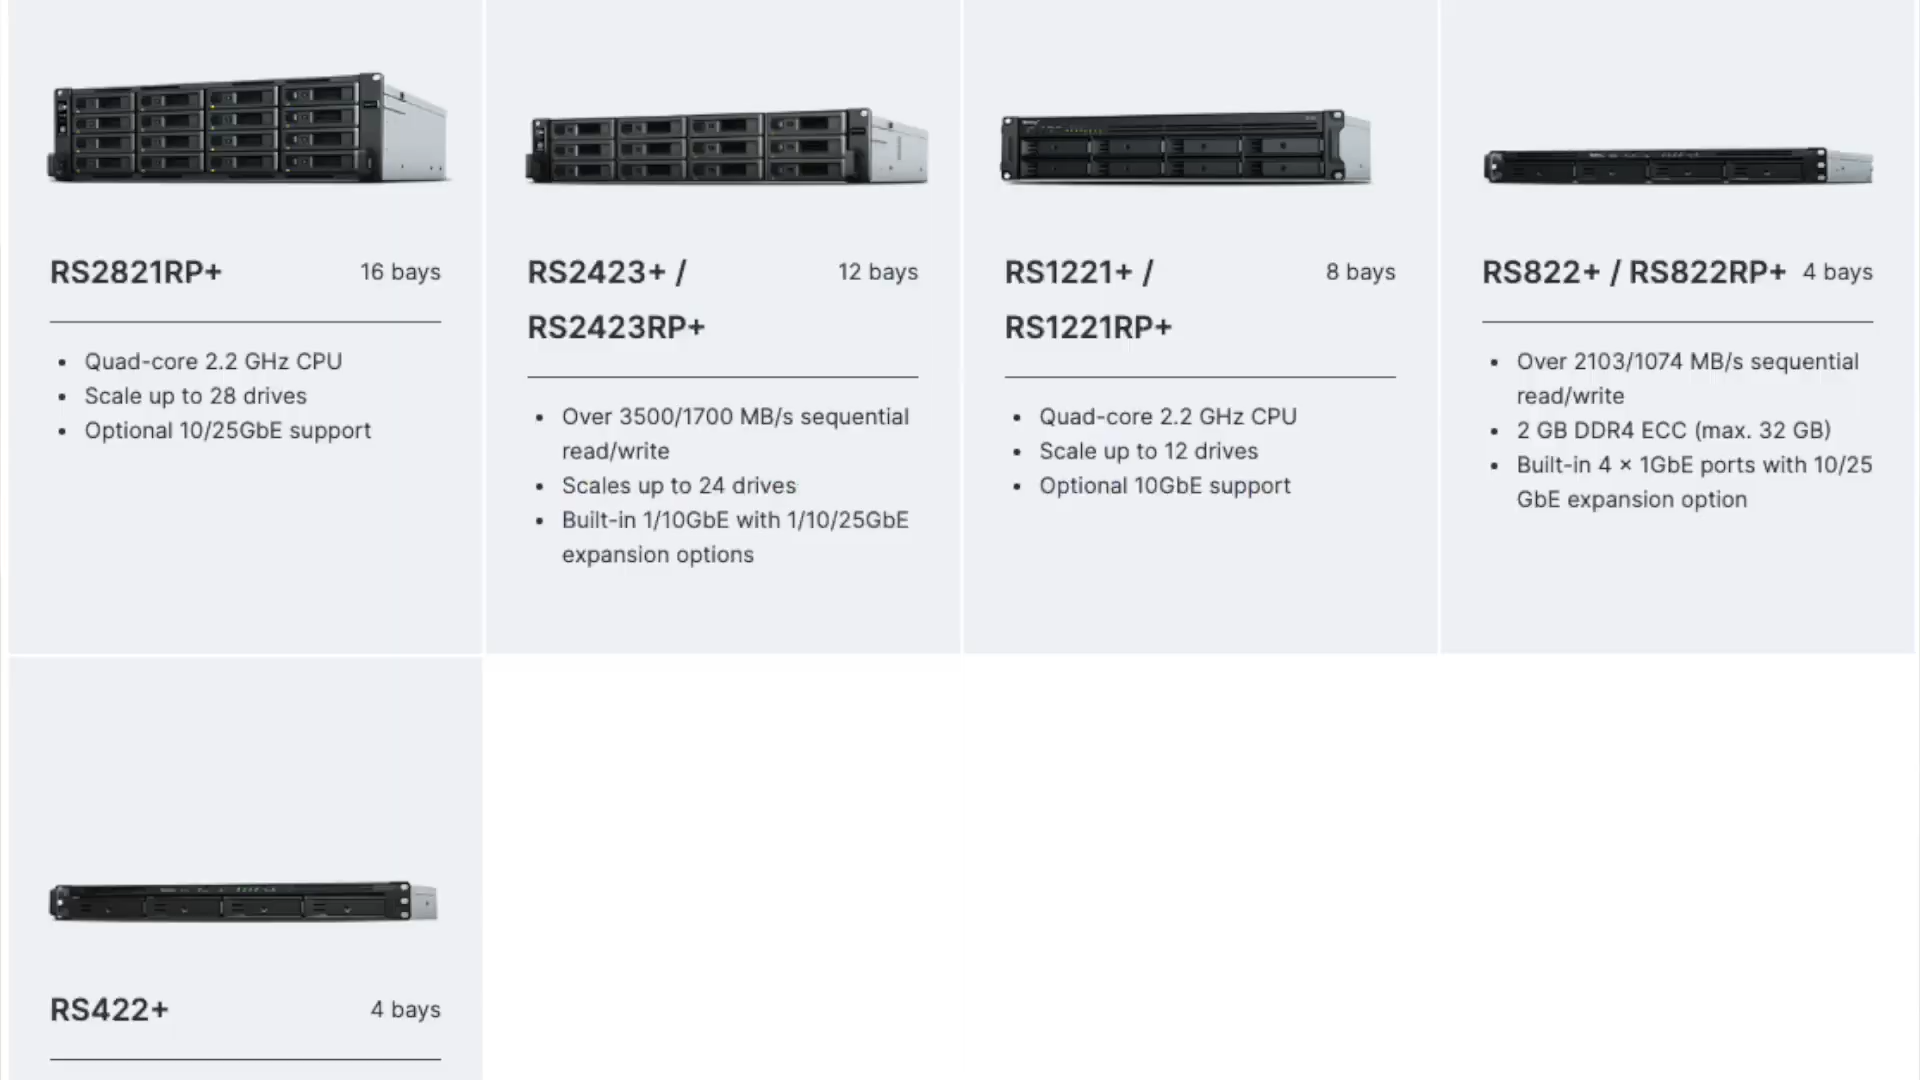 RS2821RP+ 16 bays
Quad-core 2.2 GHz CPU
Scale up to 28 drives
Optional 10/25GbE support
RS2423+ / 12 bays
RS2423RP+
Over 3500/1700 MB/s sequential
read/write
Scales up to 24 drives
Built-in 1/10GbE with 1/10/25GbE
expansion options
RS1221+ / 8 bays
RS1221RP+
Quad-core 2.2 GHz CPU
Scale up to 12 drives
Optional 10GbE support
RS822+ / RS822RP+ 4 bays
Over 2103/1074 MB/s sequential
read/write
2 GB DDR4 ECC (max. 32 GB)
Built-in 4 × 1GbE ports with 10/25
GbE expansion option
RS422+ 4 bays